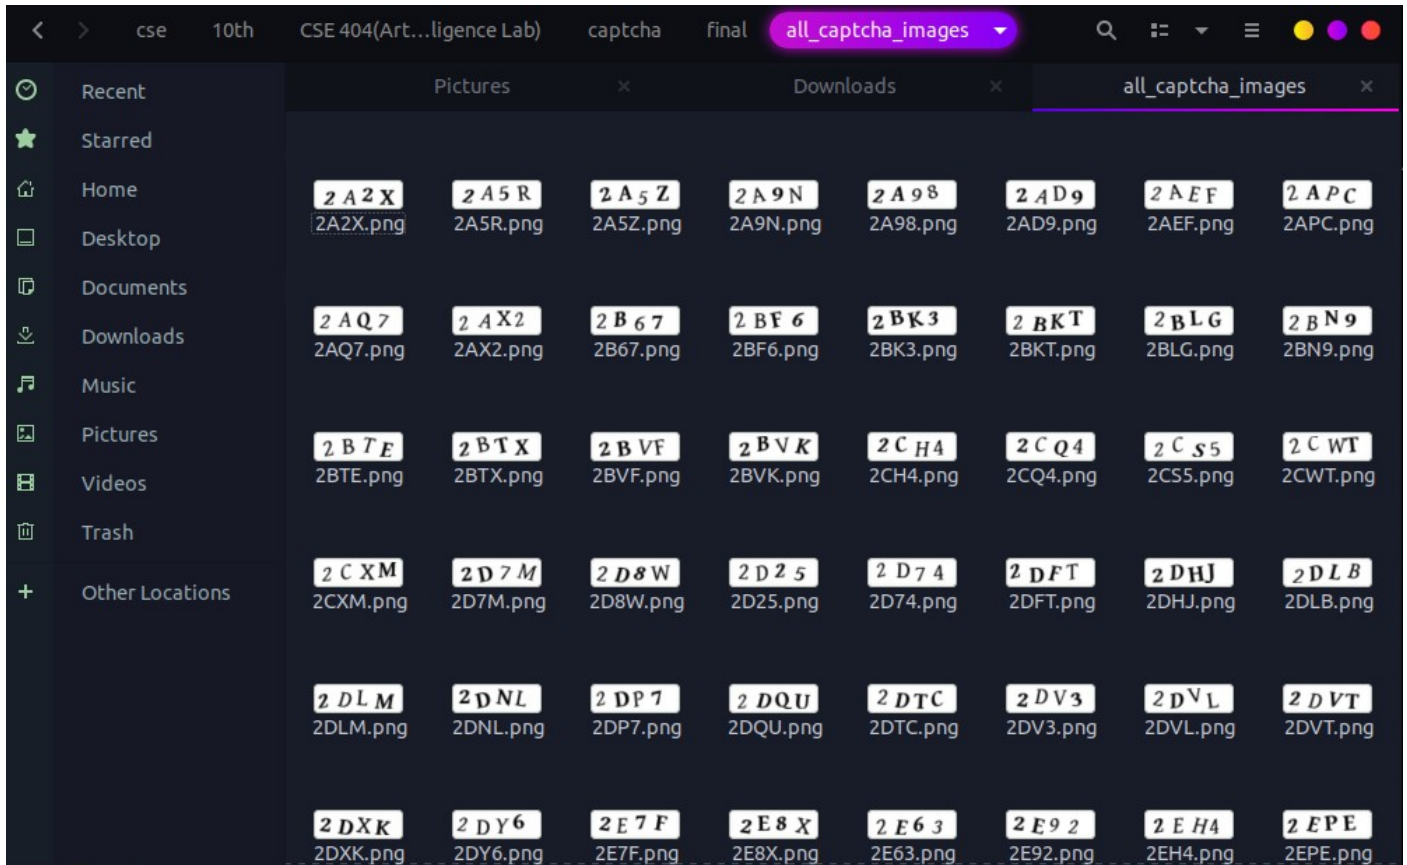 cse 10th CSE 404(Art…ligence Lab) captcha final all_captcha_images
Pictures Downloads all_captcha_images
Recent
Starred
Home
Desktop
Documents
Downloads
Music
Pictures
Videos
Trash
Other Locations
2A2X 2A5R 2A5Z 2A9N 2A98 2AD9 2AEF 2APC
2A2X.png 2A5R.png 2A5Z.png 2A9N.png 2A98.png 2AD9.png 2AEF.png 2APC.png
2AQ7 2AX2 2B67 2BF6 2BK3 2BKT 2BLG 2BN9
2AQ7.png 2AX2.png 2B67.png 2BF6.png 2BK3.png 2BKT.png 2BLG.png 2BN9.png
2BTE 2BTX 2BVF 2BVK 2CH4 2CQ4 2CS5 2CWT
2BTE.png 2BTX.png 2BVF.png 2BVK.png 2CH4.png 2CQ4.png 2CS5.png 2CWT.png
2CXM 2D7M 2D8W 2D25 2D74 2DFT 2DHJ 2DLB
2CXM.png 2D7M.png 2D8W.png 2D25.png 2D74.png 2DFT.png 2DHJ.png 2DLB.png
2DLM 2DNL 2DP7 2DQU 2DTC 2DV3 2DVL 2DVT
2DLM.png 2DNL.png 2DP7.png 2DQU.png 2DTC.png 2DV3.png 2DVL.png 2DVT.png
2DXK 2DY6 2E7F 2E8X 2E63 2E92 2EH4 2EPE
2DXK.png 2DY6.png 2E7F.png 2E8X.png 2E63.png 2E92.png 2EH4.png 2EPE.png